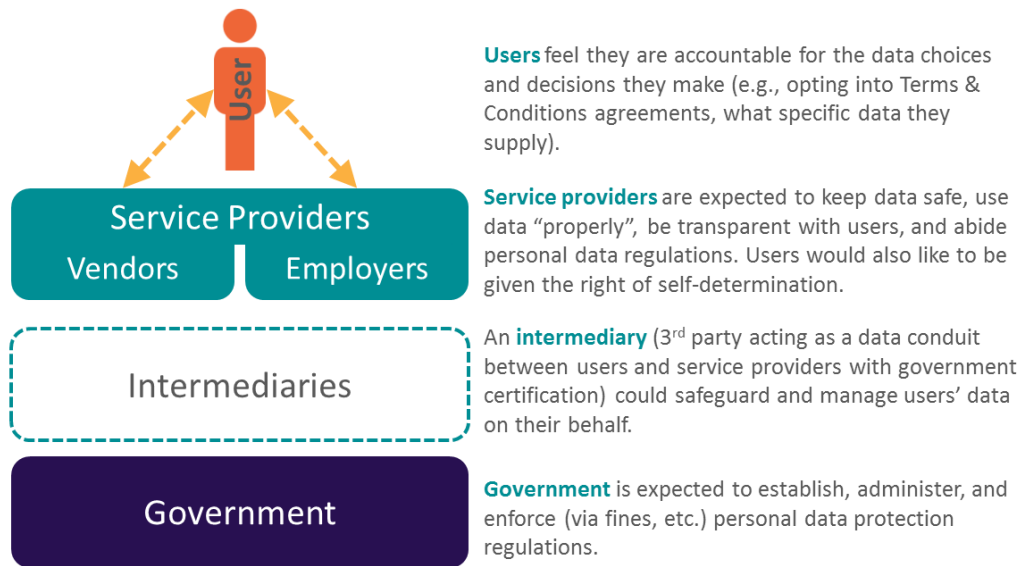 User
Users feel they are accountable for the data choices
and decisions they make (e.g., opting into Terms &
Conditions agreements, what specific data they
supply).
Service Providers
Vendors
Employers
Service providers are expected to keep data safe, use
data “properly”, be transparent with users, and abide
personal data regulations. Users would also like to be
given the right of self-determination.
Intermediaries
An intermediary (3rd party acting as a data conduit
between users and service providers with government
certification) could safeguard and manage users’ data
on their behalf.
Government
Government is expected to establish, administer, and
enforce (via fines, etc.) personal data protection
regulations.